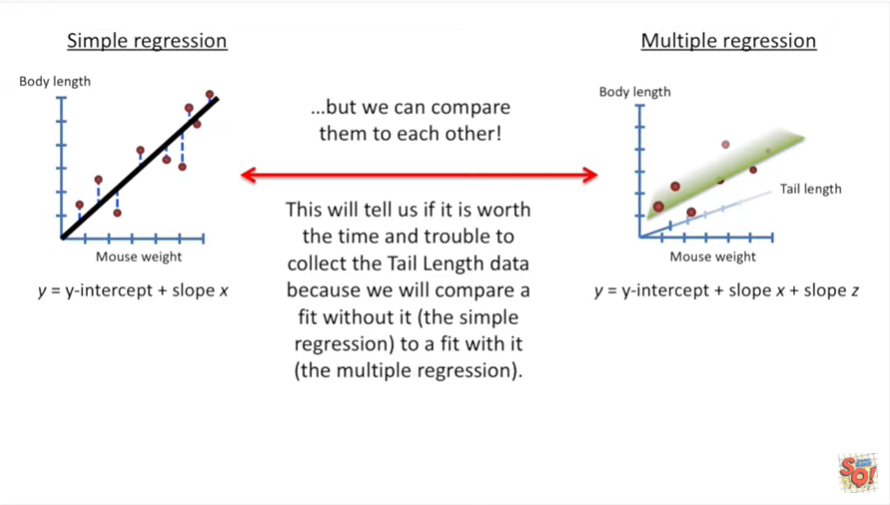 Simple regression
Multiple regression
Body length
Mouse weight
y = y-intercept + slope x
...but we can compare
them to each other!
This will tell us if it is worth
the time and trouble to
collect the Tail Length data
because we will compare a
fit without it (the simple
regression) to a fit with it
(the multiple regression).
Body length
Tail length
Mouse weight
y = y-intercept + slope x + slope z
SQ!